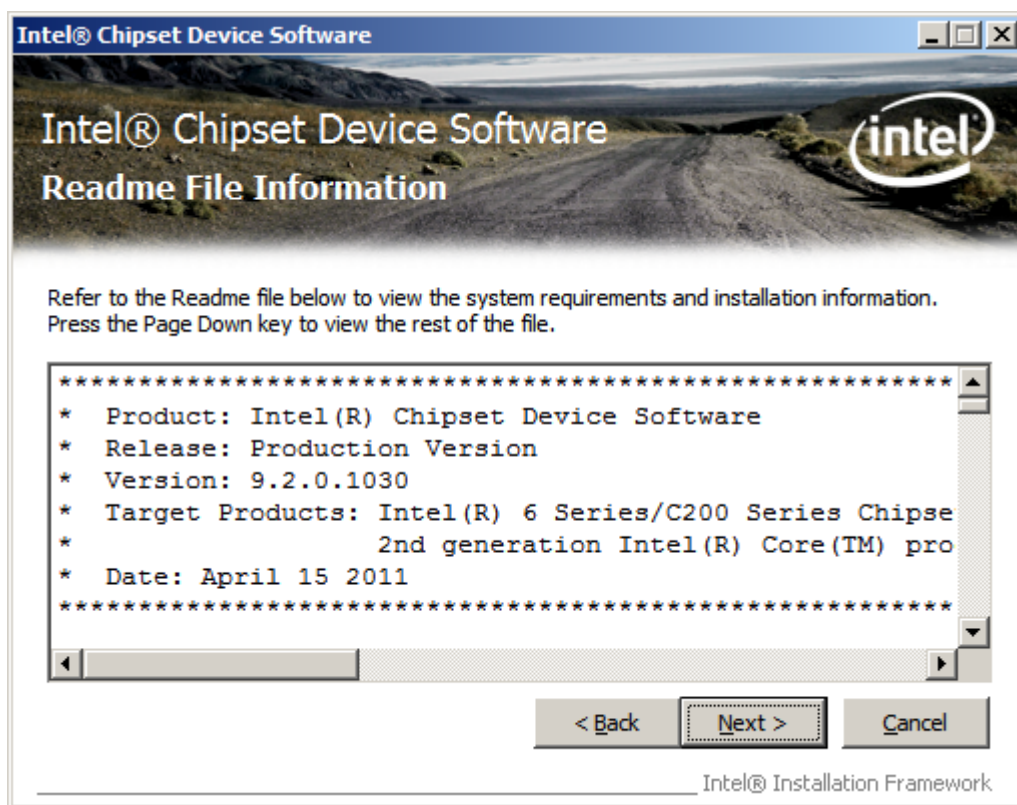 Intel® Chipset Device Software
Intel® Chipset Device Software
intel
Readme File Information
Refer to the Readme file below to view the system requirements and installation information.
Press the Page Down key to view the rest of the file.
********************************************************
* Product: Intel(R) Chipset Device Software
* Release: Production Version
* Version: 9.2.0.1030
* Target Products: Intel(R) 6 Series/C200 Series Chipse
* 2nd generation Intel(R) Core(TM) pro
* Date: April 15 2011
********************************************************
< Back
Next >
Cancel
Intel® Installation Framework